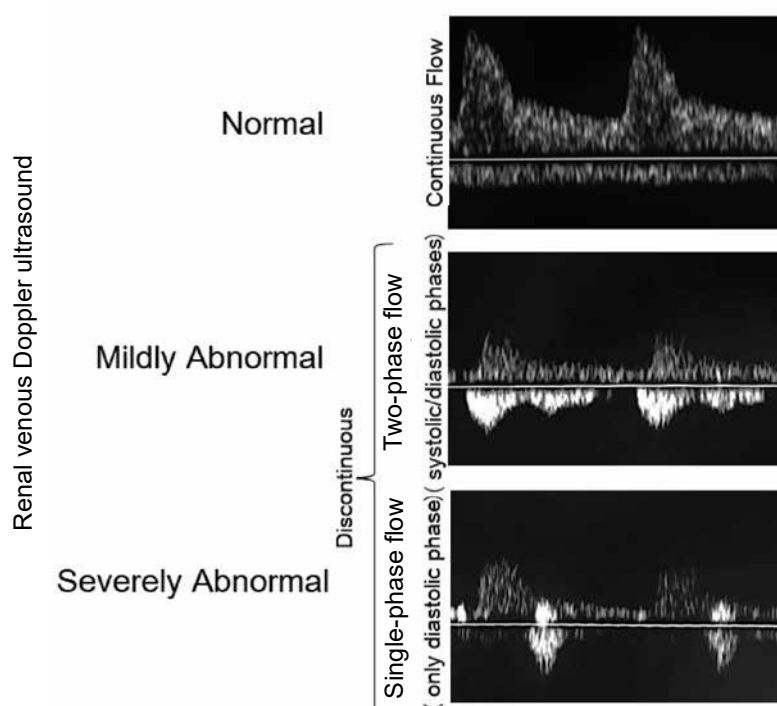 Renal venous Doppler ultrasound
Normal
Continuous Flow
Mildly Abnormal
Discontinuous
Two-phase flow
( systolic/diastolic phases)
Severely Abnormal
Single-phase flow
( only diastolic phase)